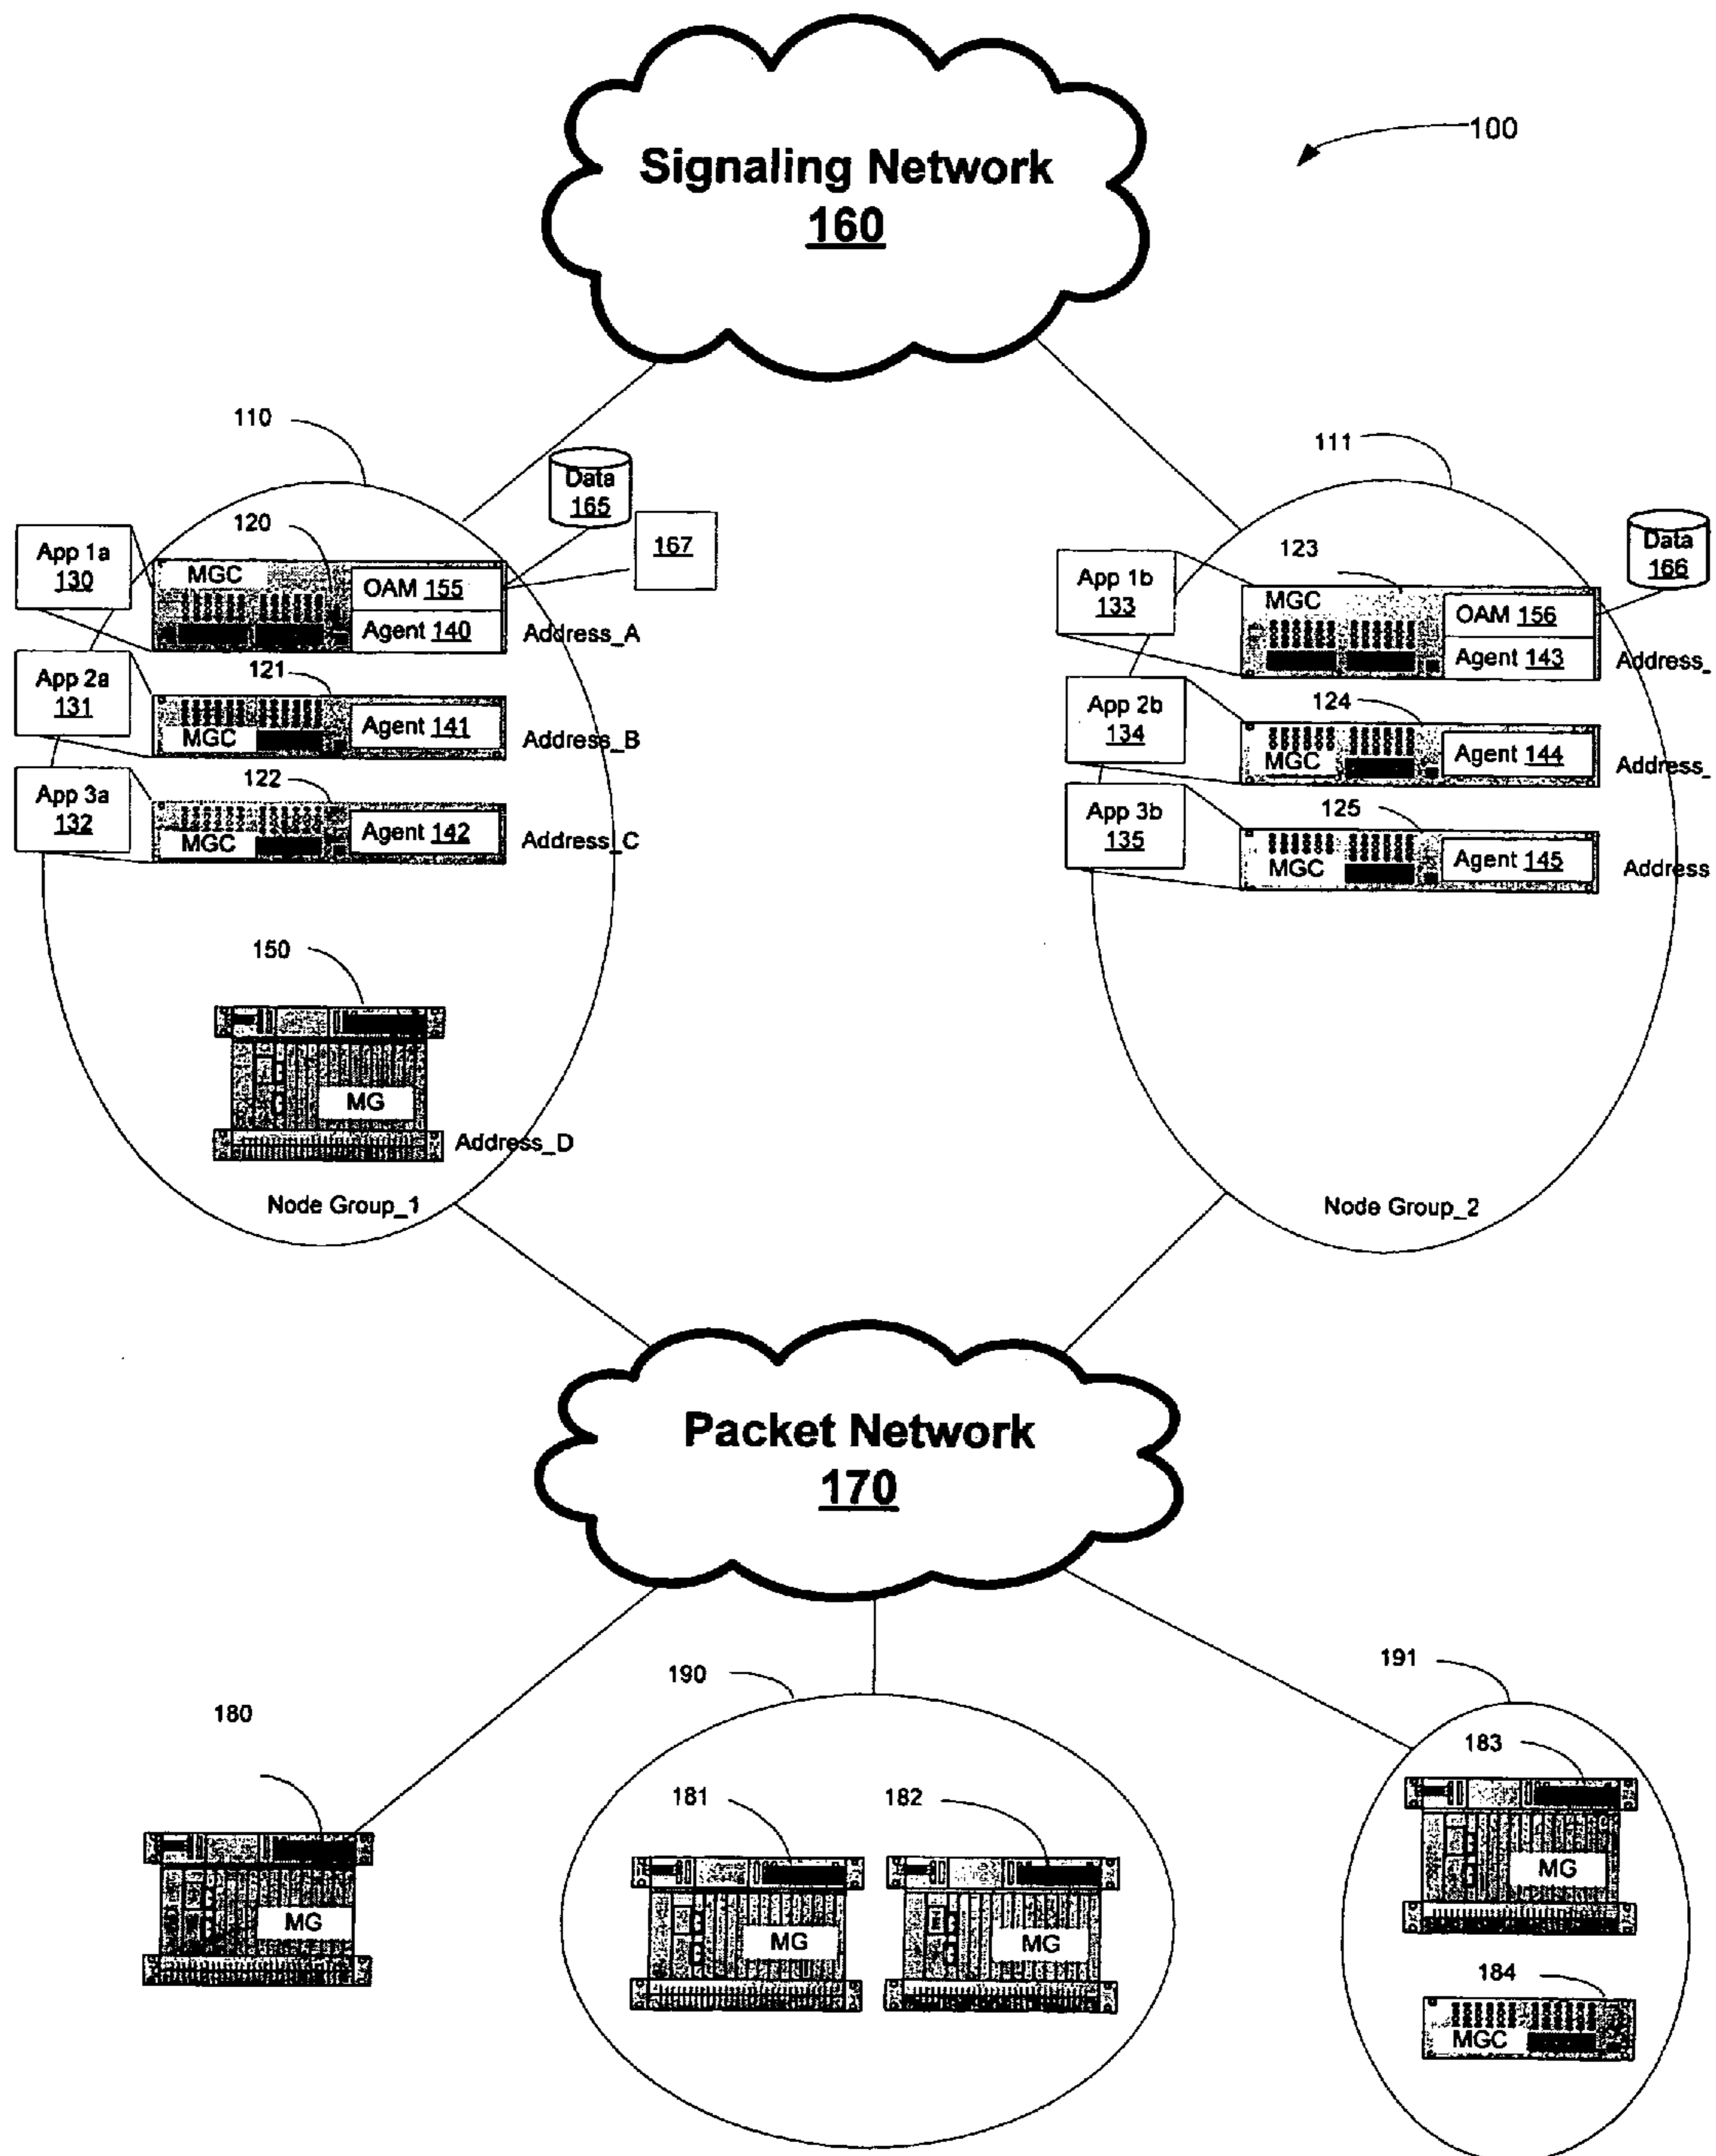 Signaling Network
160
100
110
111
Data
165
167
120
App 1a
130
MGC
OAM 155
Agent 140
Address_A
App 2a
131
121
MGC
Agent 141
Address_B
App 3a
132
122
MGC
Agent 142
Address_C
150
MG
Address_D
Node Group_1
Data
166
123
App 1b
133
MGC
OAM 156
Agent 143
Address_
App 2b
134
124
MGC
Agent 144
Address_
App 3b
135
125
MGC
Agent 145
Address
Node Group_2
Packet Network
170
180
MG
190
181
MG
182
MG
191
183
MG
184
MGC